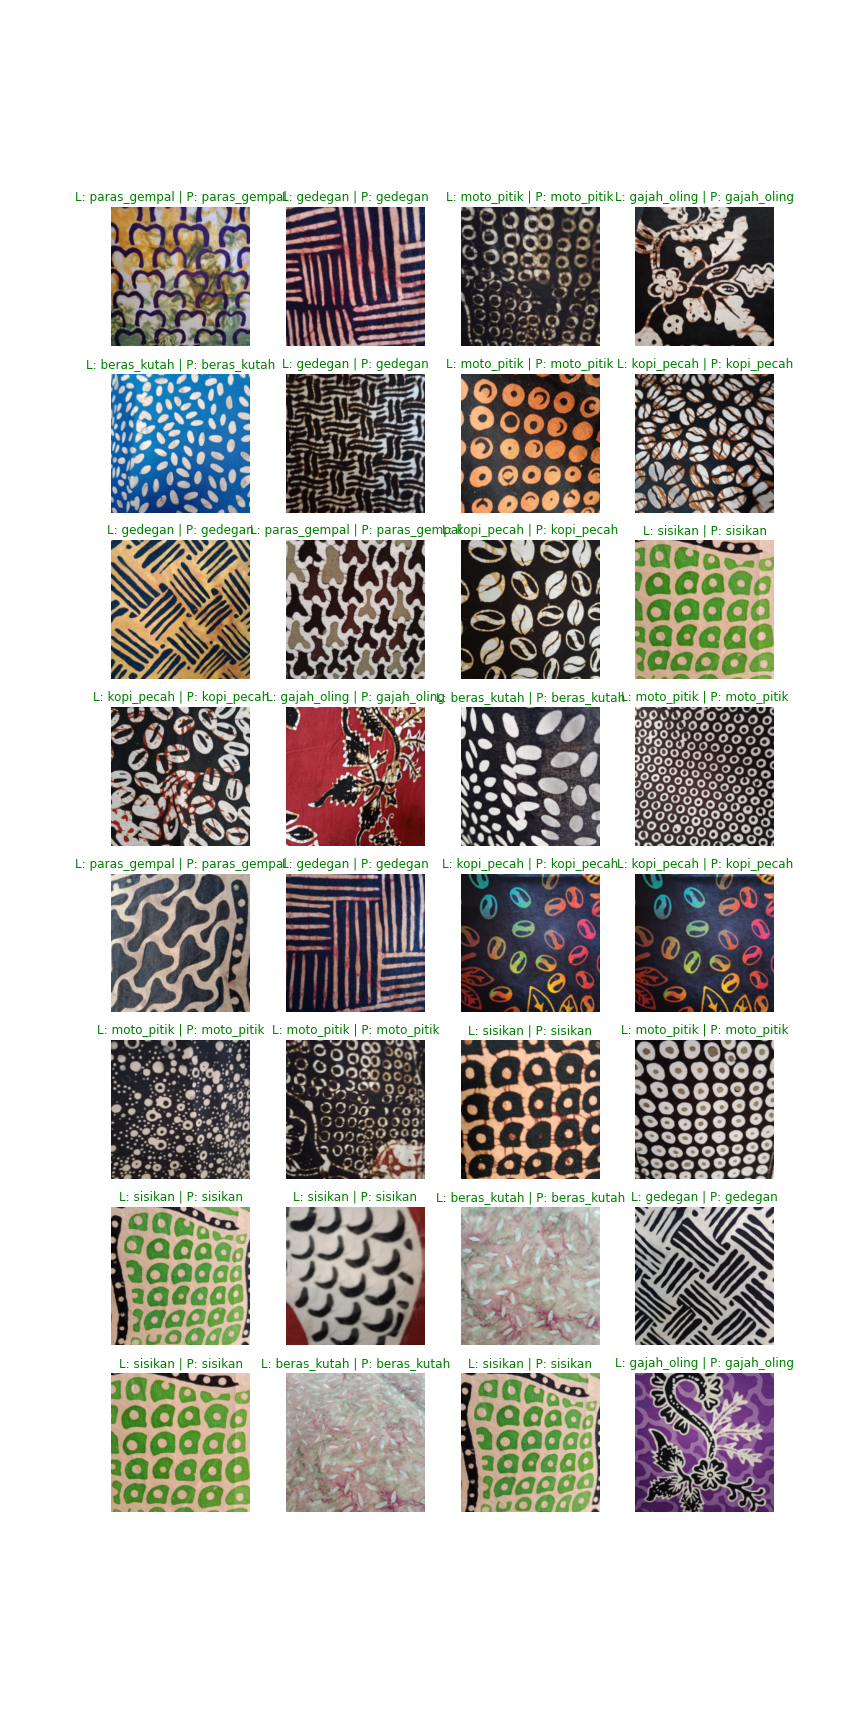 L: paras_gempal | P: paras_gempal
L: gedegan | P: gedegan
L: moto_pitik | P: moto_pitik
L: gajah_oling | P: gajah_oling
L: beras_kutah | P: beras_kutah
L: gedegan | P: gedegan
L: moto_pitik | P: moto_pitik
L: kopi_pecah | P: kopi_pecah
L: gedegan | P: gedegan
L: paras_gempal | P: paras_gempal
L: kopi_pecah | P: kopi_pecah
L: sisikan | P: sisikan
L: kopi_pecah | P: kopi_pecah
L: gajah_oling | P: gajah_oling
L: beras_kutah | P: beras_kutah
L: moto_pitik | P: moto_pitik
L: paras_gempal | P: paras_gempal
L: gedegan | P: gedegan
L: kopi_pecah | P: kopi_pecah
L: kopi_pecah | P: kopi_pecah
L: moto_pitik | P: moto_pitik
L: moto_pitik | P: moto_pitik
L: sisikan | P: sisikan
L: moto_pitik | P: moto_pitik
L: sisikan | P: sisikan
L: sisikan | P: sisikan
L: beras_kutah | P: beras_kutah
L: gedegan | P: gedegan
L: sisikan | P: sisikan
L: beras_kutah | P: beras_kutah
L: sisikan | P: sisikan
L: gajah_oling | P: gajah_oling